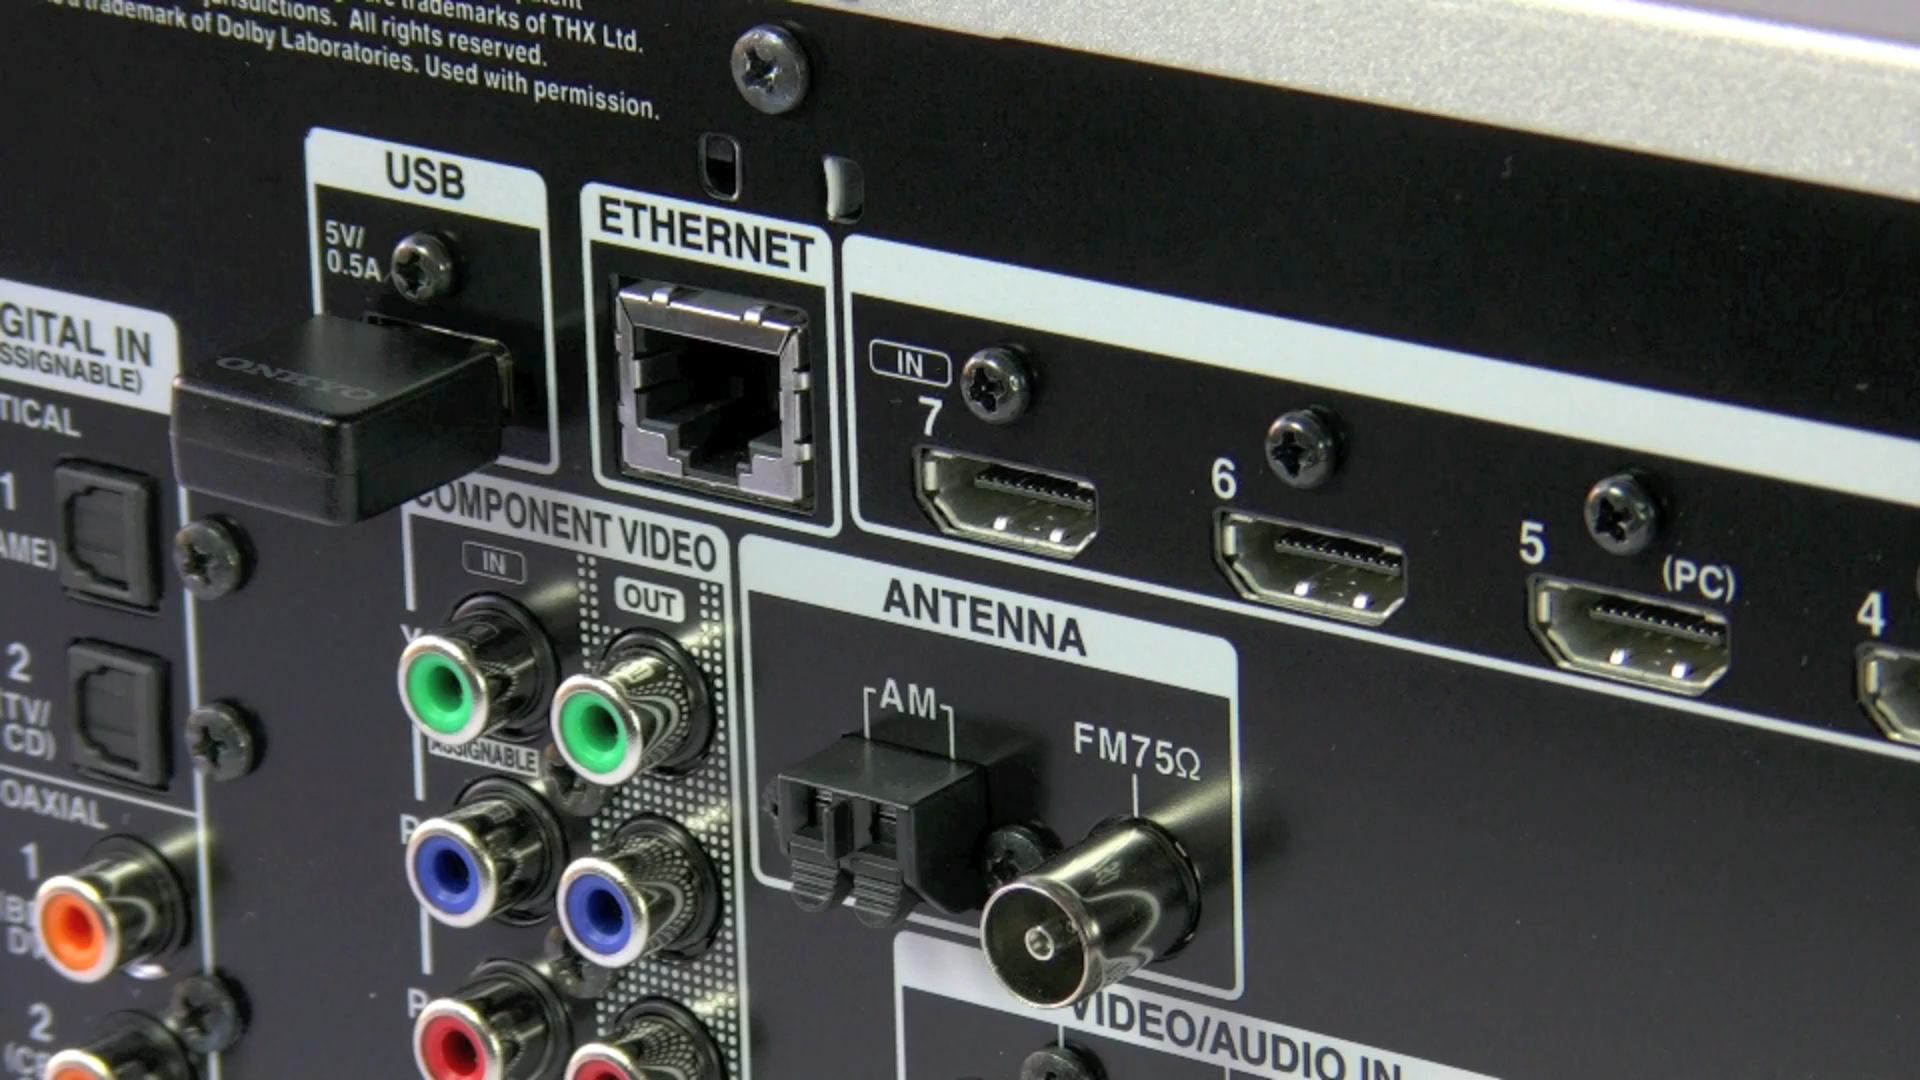 trademarks of THX Ltd.
All rights reserved.
trademark of Dolby Laboratories. Used with permission.
USB
5V/
0.5A
ETHERNET
IN
7
6
5
(PC)
4
GITAL IN
SSIGNABLE)
TICAL
1
AME)
2
TV/
CD)
OAXIAL
1
2
ONKYO
COMPONENT VIDEO
IN
OUT
Y
ASSIGNABLE
P
P
ANTENNA
AM
FM75Ω
VIDEO/AUDIO IN